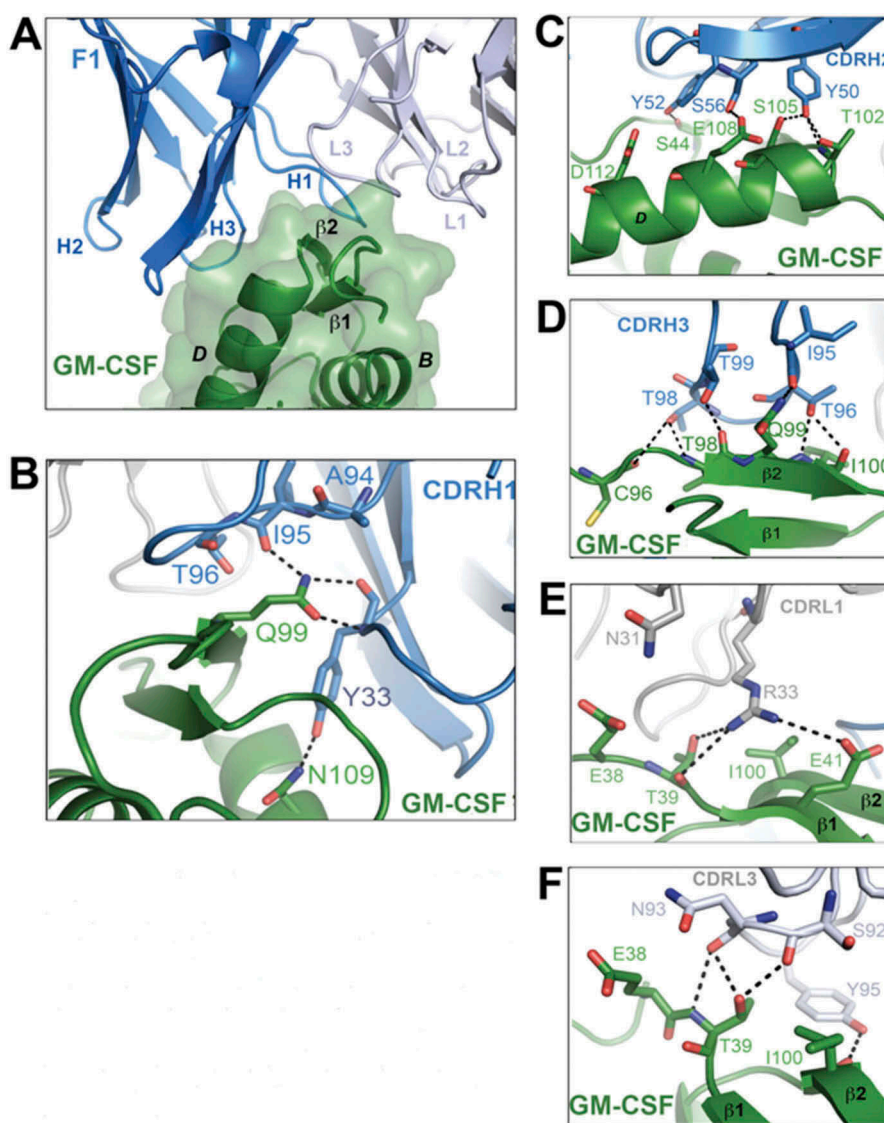 A
F1
L3
L2
H1
L1
H2
H3
β2
β1
D
B
GM-CSF
B
A94
CDRH1
I95
T96
Q99
Y33
N109
GM-CSF
C
CDRH2
Y52
S56
S105
Y50
E108
T102
S44
D112
D
GM-CSF
D
CDRH3
I95
T99
T98
T96
Q99
T98
I100
C96
β2
GM-CSF
β1
E
CDRL1
N31
R33
E38
I100
E41
T39
β2
GM-CSF
β1
F
CDRL3
N93
S92
E38
Y95
T39
I100
β2
GM-CSF
β1